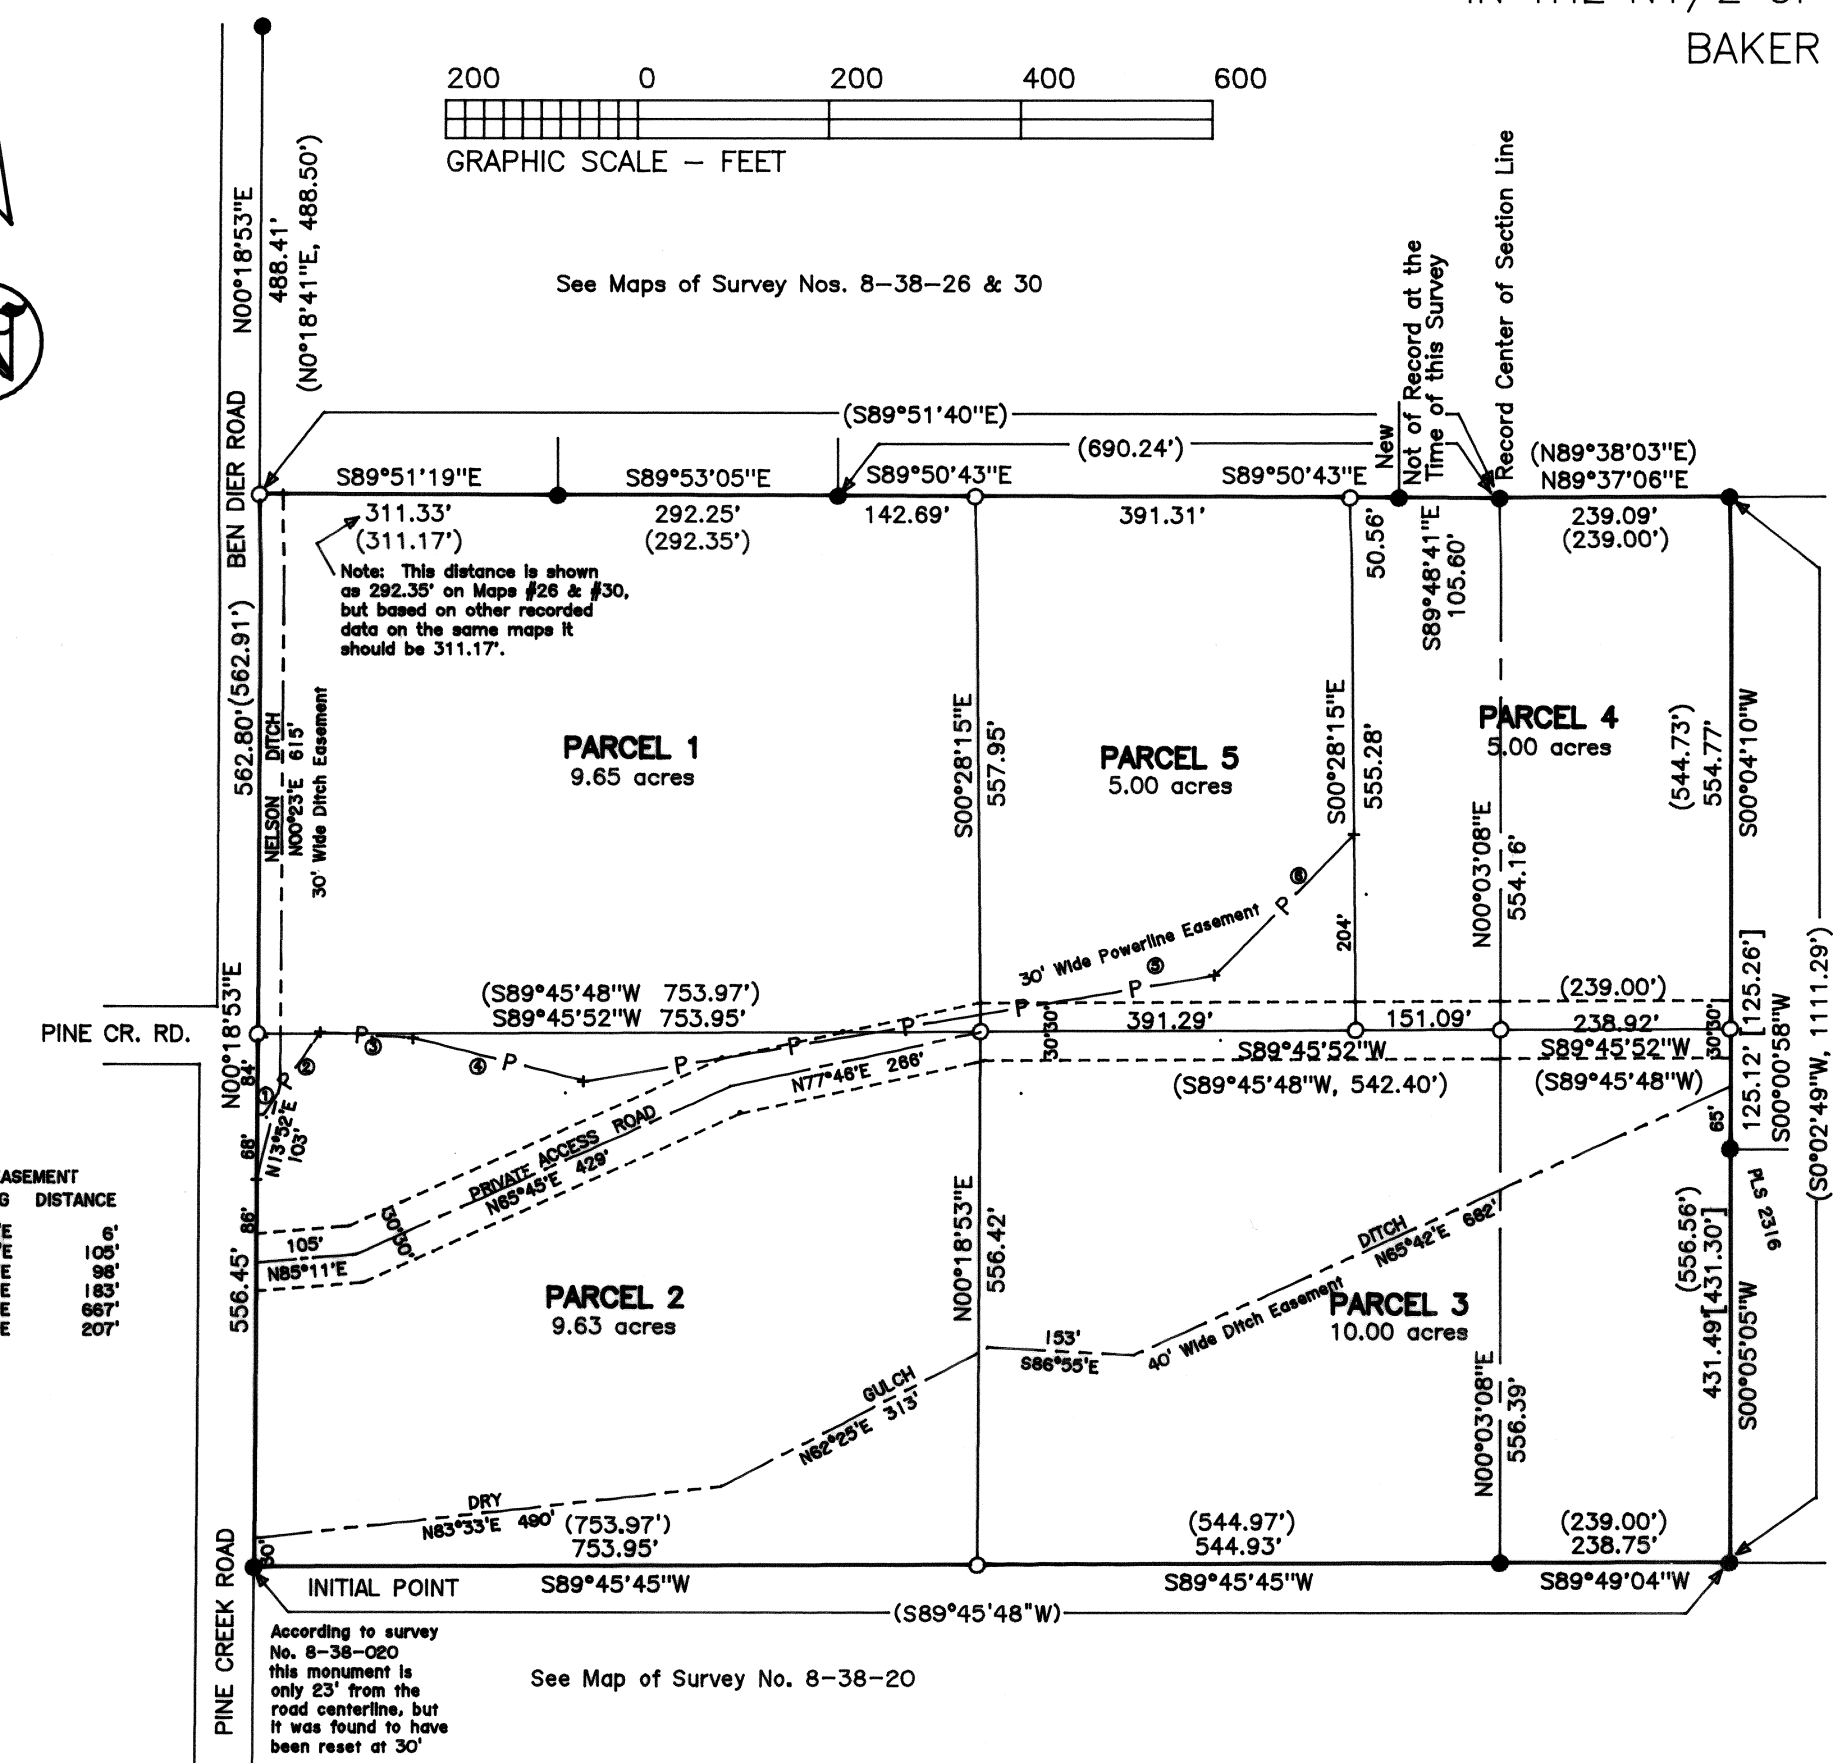 BAKER
200 0 200 400 600
GRAPHIC SCALE – FEET
N00°18'53"E
488.41'
(N0°18'41"E, 488.50')
See Maps of Survey Nos. 8–38–26 & 30
Not of Record at the
Time of this Survey
Record Center of Section Line
New
(S89°51'40"E)
(690.24')
(N89°38'03"E)
N89°37'06"E
S89°51'19"E
S89°53'05"E
S89°50'43"E
S89°50'43"E
311.33'
(311.17')
292.25'
(292.35')
142.69'
391.31'
50.56'
S89°48'41"E
105.60'
239.09'
(239.00')
Note: This distance is shown
as 292.35' on Maps #26 & #30,
but based on other recorded
data on the same maps it
should be 311.17'.
BEN DIER ROAD
562.80'(562.91')
NELSON DITCH
N00°23'E 615'
30' Wide Ditch Easement
PARCEL 1
9.65 acres
S00°28'15"E
557.95'
PARCEL 5
5.00 acres
S00°28'15"E
555.28'
PARCEL 4
5.00 acres
(544.73')
554.77'
S00°04'10"W
N00°03'08"E
554.16'
204'
6
P
30' Wide Powerline Easement
5
P
P
N00°18'53"E
PINE CR. RD.
(S89°45'48"W 753.97')
S89°45'52"W 753.95'
30'30'
391.29'
151.09'
(239.00')
238.92'
30'30'
S89°45'52"W
S89°45'52"W
(S89°45'48"W, 542.40')
(S89°45'48"W)
[125.26']
125.12'
S00°00'58"W
(S0°02'49"W, 1111.29')
84'
1
P
2
P
3
P
4
P
P
P
N13°52'E
103'
68'
86'
N77°46'E 266'
PRIVATE ACCESS ROAD
N65°45'E 429'
30'30'
105'
N85°11'E
65'
PLS 2316
ASEMENT
G DISTANCE
'E 6'
'E 105'
E 98'
E 183'
E 667'
E 207'
556.45'
PARCEL 2
9.63 acres
N00°18'53"E
556.42'
DITCH
N65°42'E 682'
40' Wide Ditch Easement
PARCEL 3
10.00 acres
153'
S86°55'E
(556.56')
431.49'[431.30']
S00°05'05"W
N00°03'08"E
556.39'
GULCH
N62°25'E 313'
DRY
N83°33'E 490'
30'
(753.97')
753.95'
(544.97')
544.93'
(239.00')
238.75'
INITIAL POINT
S89°45'45"W
S89°45'45"W
S89°49'04"W
(S89°45'48"W)
PINE CREEK ROAD
According to survey
No. 8–38–020
this monument is
only 23' from the
road centerline, but
it was found to have
been reset at 30'
See Map of Survey No. 8–38–20